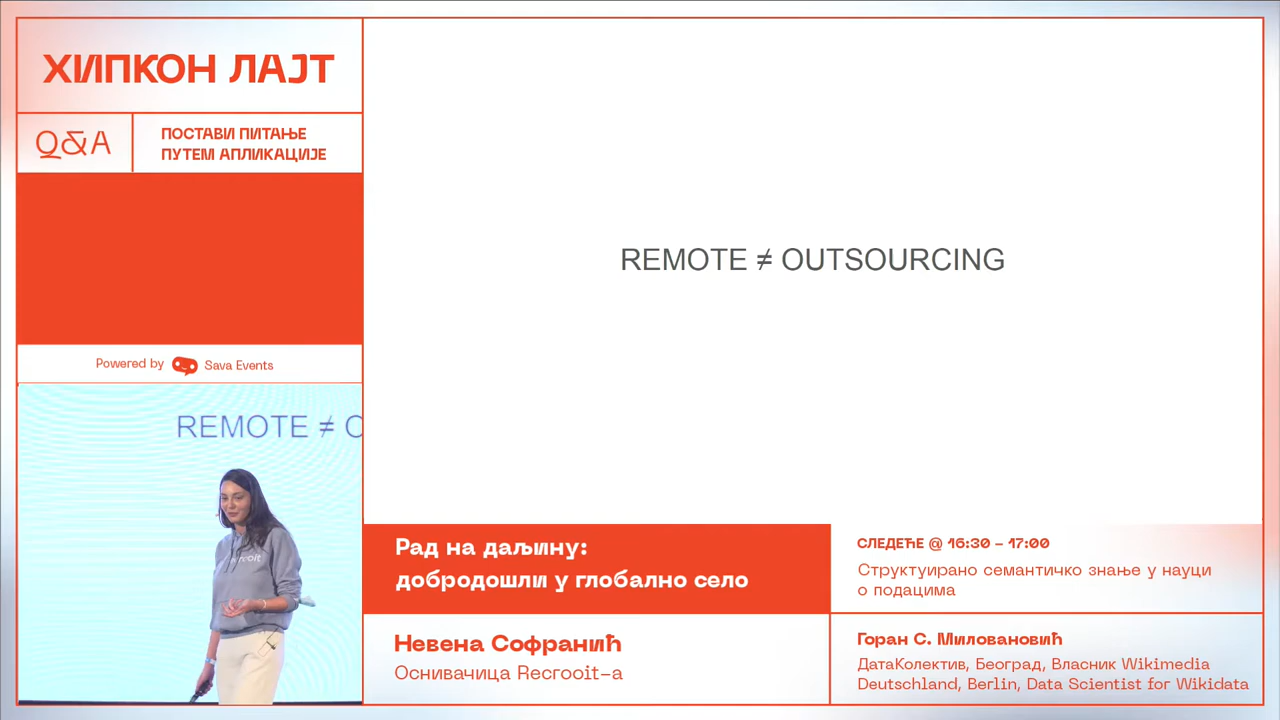 ХИПКОН ЛАЈТ
Q&A
ПОСТАВИ ПИТАЊЕ
ПУТЕМ АПЛИКАЦИЈЕ
Powered by Sava Events
REMOTE ≠ O
REMOTE ≠ OUTSOURCING
Рад на даљину:
добродошли у глобално село
Невена Софранић
Оснивачица Recrooit-а
СЛЕДЕЋЕ @ 16:30 – 17:00
Структуирано семантичко знање у науци
о подацима
Горан С. Миловановић
ДатаКолектив, Београд, Власник Wikimedia
Deutschland, Berlin, Data Scientist for Wikidata